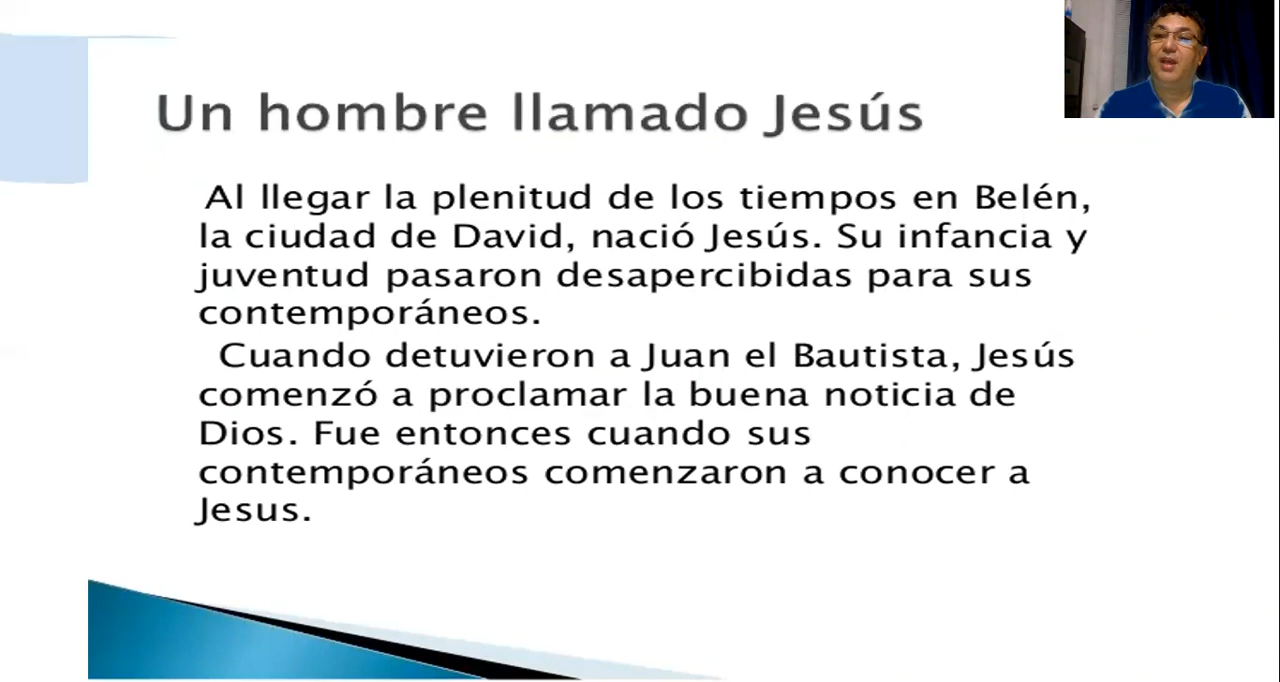 Un hombre llamado Jesús
Al llegar la plenitud de los tiempos en Belén,
la ciudad de David, nació Jesús. Su infancia y
juventud pasaron desapercibidas para sus
contemporáneos.
Cuando detuvieron a Juan el Bautista, Jesús
comenzó a proclamar la buena noticia de
Dios. Fue entonces cuando sus
contemporáneos comenzaron a conocer a
Jesus.